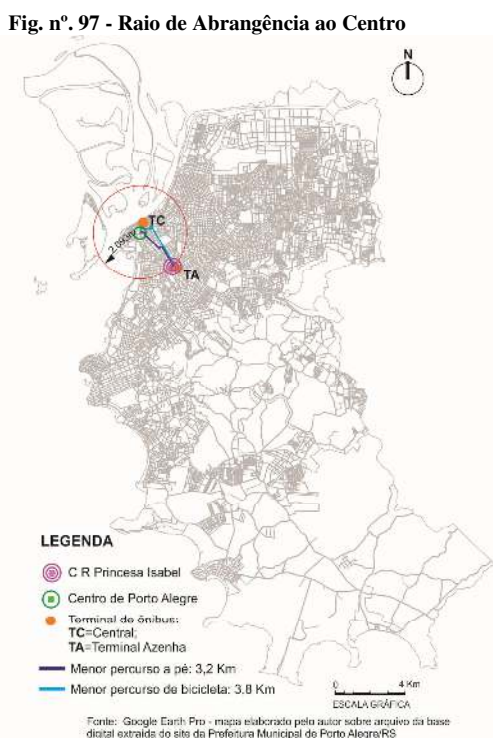 Fig. nº. 97 - Raio de Abrangência ao Centro
N
TC
TA
LEGENDA
C R Princesa Isabel
Centro de Porto Alegre
Terminal de ônibus:
TC=Central;
TA=Terminal Azenha
Menor percurso a pé: 3,2 Km
Menor percurso de bicicleta: 3.8 Km
0 4 Km
ESCALA GRÁFICA
Fonte: Google Earth Pro - mapa elaborado pelo autor sobre arquivo da base
digital extraída do site da Prefeitura Municipal de Porto Alegre/RS